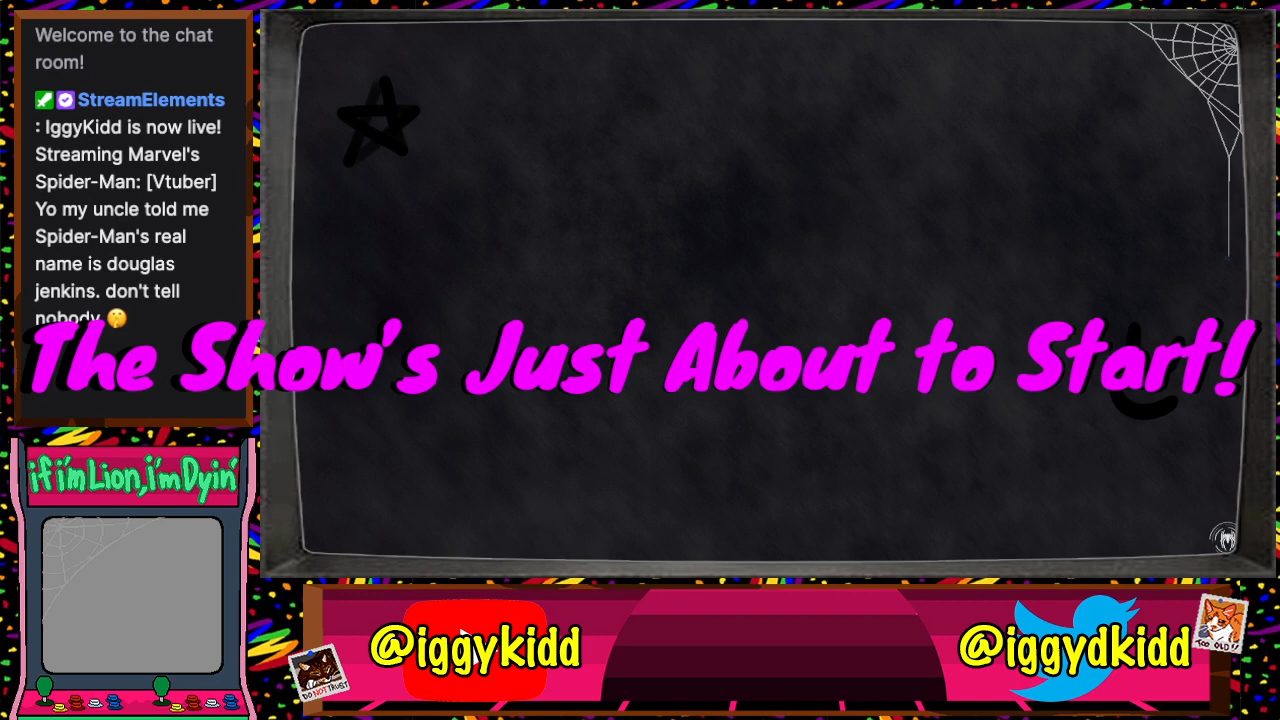 Welcome to the chat
room!
StreamElements
: IggyKidd is now live!
Streaming Marvel's
Spider-Man: [Vtuber]
Yo my uncle told me
Spider-Man's real
name is douglas
jenkins. don't tell
nobody 🤫
The Show's Just About to Start!
if i'm Lion, i'm Dyin'
@iggykidd
@iggydkidd
DO NOT TRUST
TOO OLD!!